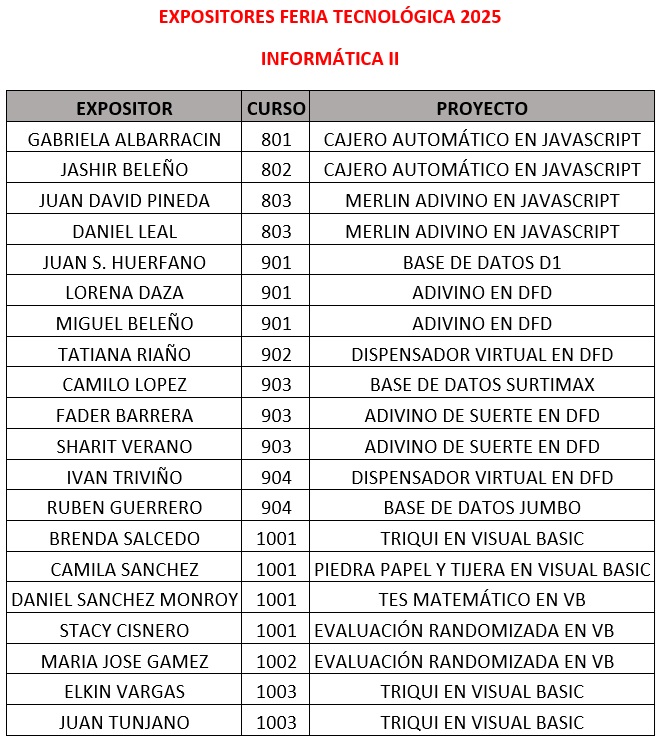 EXPOSITORES FERIA TECNOLÓGICA 2025
INFORMÁTICA II
EXPOSITOR CURSO PROYECTO
GABRIELA ALBARRACIN 801 CAJERO AUTOMÁTICO EN JAVASCRIPT
JASHIR BELEÑO 802 CAJERO AUTOMÁTICO EN JAVASCRIPT
JUAN DAVID PINEDA 803 MERLIN ADIVINO EN JAVASCRIPT
DANIEL LEAL 803 MERLIN ADIVINO EN JAVASCRIPT
JUAN S. HUERFANO 901 BASE DE DATOS D1
LORENA DAZA 901 ADIVINO EN DFD
MIGUEL BELEÑO 901 ADIVINO EN DFD
TATIANA RIAÑO 902 DISPENSADOR VIRTUAL EN DFD
CAMILO LOPEZ 903 BASE DE DATOS SURTIMAX
FADER BARRERA 903 ADIVINO DE SUERTE EN DFD
SHARIT VERANO 903 ADIVINO DE SUERTE EN DFD
IVAN TRIVIÑO 904 DISPENSADOR VIRTUAL EN DFD
RUBEN GUERRERO 904 BASE DE DATOS JUMBO
BRENDA SALCEDO 1001 TRIQUI EN VISUAL BASIC
CAMILA SANCHEZ 1001 PIEDRA PAPEL Y TIJERA EN VISUAL BASIC
DANIEL SANCHEZ MONROY 1001 TES MATEMÁTICO EN VB
STACY CISNERO 1001 EVALUACIÓN RANDOMIZADA EN VB
MARIA JOSE GAMEZ 1002 EVALUACIÓN RANDOMIZADA EN VB
ELKIN VARGAS 1003 TRIQUI EN VISUAL BASIC
JUAN TUNJANO 1003 TRIQUI EN VISUAL BASIC